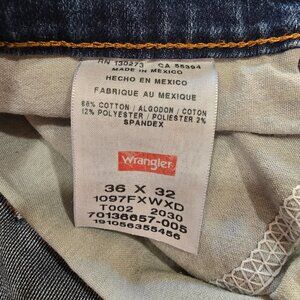 RN 130273 CA 55394
MADE IN MEXICO
HECHO EN MEXICO
FABRIQUE AU MEXIQUE
86% COTTON / ALGODON / COTON
12% POLYESTER / POLIESTER 2%
SPANDEX
Wrangler
36 X 32
1097FXWXD
T002 2030
70136657-005
191056355456